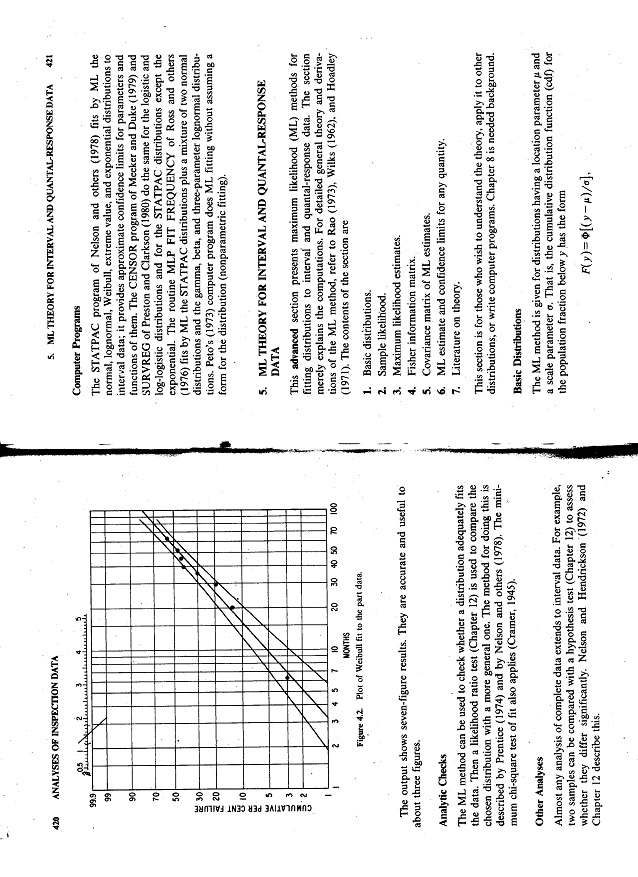 420 ANALYSES OF INSPECTION DATA
0.5 1 2 3 4 5
99.9
99
90
70
50
30
20
10
5
3
2
1
CUMULATIVE PER CENT FAILURE
1 2 3 4 5 7 10 20 30 40 50 70 100
MONTHS
Figure 4.2. Plot of Weibull fit to the part data.
The output shows seven-figure results. They are accurate and useful to
about three figures.
Analytic Checks
The ML method can be used to check whether a distribution adequately fits
the data. Then a likelihood ratio test (Chapter 12) is used to compare the
chosen distribution with a more general one. The method for doing this is
described by Prentice (1974) and by Nelson and others (1978). The mini-
mum chi-square test of fit also applies (Cramer, 1945).
Other Analyses
Almost any analysis of complete data extends to interval data. For example,
two samples can be compared with a hypothesis test (Chapter 12) to assess
whether they differ significantly. Nelson and Hendrickson (1972) and
Chapter 12 describe this.
5. ML THEORY FOR INTERVAL AND QUANTAL-RESPONSE DATA 421
Computer Programs
The STATPAC program of Nelson and others (1978) fits by ML the
normal, lognormal, Weibull, extreme value, and exponential distributions to
interval data; it provides approximate confidence limits for parameters and
functions of them. The CENSOR program of Meeker and Duke (1979) and
SURVREG of Preston and Clarkson (1980) do the same for the logistic and
log-logistic distributions and for the STATPAC distributions except the
exponential. The routine MLP FIT FREQUENCY of Ross and others
(1976) fits by ML the STATPAC distributions plus a mixture of two normal
distributions and the gamma, beta, and three-parameter lognormal distribu-
tions. Peto's (1973) computer program does ML fitting without assuming a
form for the distribution (nonparametric fitting).
5. ML THEORY FOR INTERVAL AND QUANTAL-RESPONSE
DATA
This advanced section presents maximum likelihood (ML) methods for
fitting distributions to interval and quantal-response data. The section
merely explains the computations. For detailed general theory and deriva-
tions of the ML method, refer to Rao (1973), Wilks (1962), and Hoadley
(1971). The contents of the section are
1. Basic distributions.
2. Sample likelihood.
3. Maximum likelihood estimates.
4. Fisher information matrix.
5. Covariance matrix of ML estimates.
6. ML estimate and confidence limits for any quantity.
7. Literature on theory.
This section is for those who wish to understand the theory, apply it to other
distributions, or write computer programs. Chapter 8 is needed background.
Basic Distributions
The ML method is given for distributions having a location parameter μ and
a scale parameter σ. That is, the cumulative distribution function (cdf) for
the population fraction below y has the form
F(y)=Φ[(y−μ)/σ],